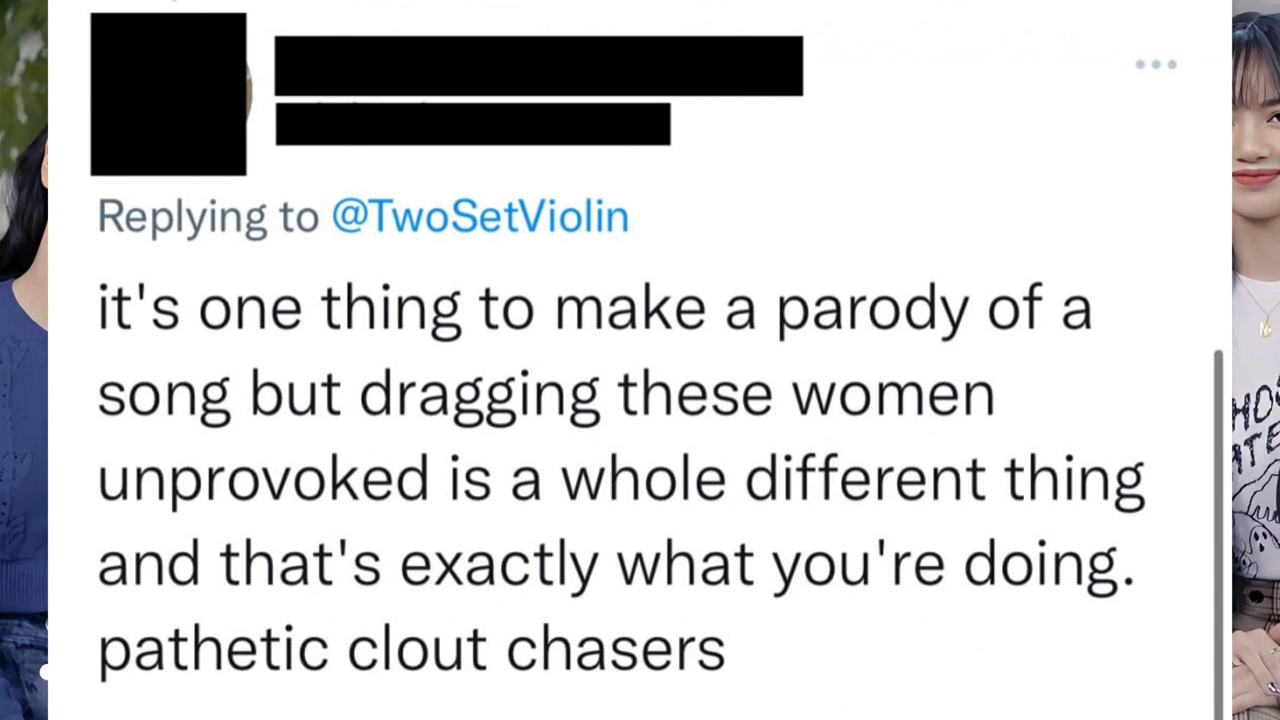 Replying to @TwoSetViolin
it's one thing to make a parody of a
song but dragging these women
unprovoked is a whole different thing
and that's exactly what you're doing.
pathetic clout chasers